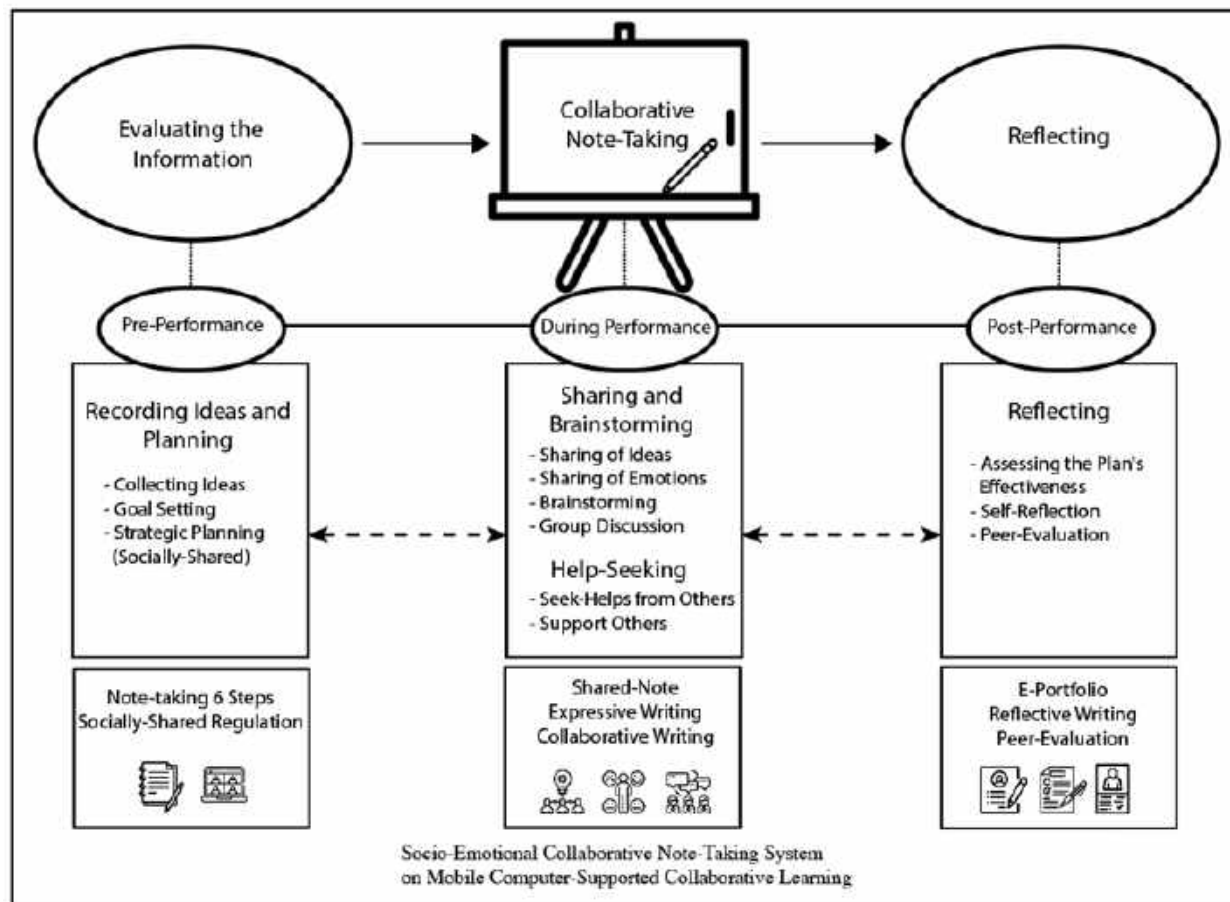 Evaluating the
Information
Collaborative
Note-Taking
Reflecting
Pre-Performance
During Performance
Post-Performance
Recording Ideas and
Planning
- Collecting Ideas
- Goal Setting
- Strategic Planning
(Socially-Shared)
Sharing and
Brainstorming
- Sharing of Ideas
- Sharing of Emotions
- Brainstorming
- Group Discussion
Help-Seeking
- Seek-Helps from Others
- Support Others
Reflecting
- Assessing the Plan's
Effectiveness
- Self-Reflection
- Peer-Evaluation
Note-taking 6 Steps
Socially-Shared Regulation
Shared-Note
Expressive Writing
Collaborative Writing
E-Portfolio
Reflective Writing
Peer-Evaluation
Socio-Emotional Collaborative Note-Taking System
on Mobile Computer-Supported Collaborative Learning